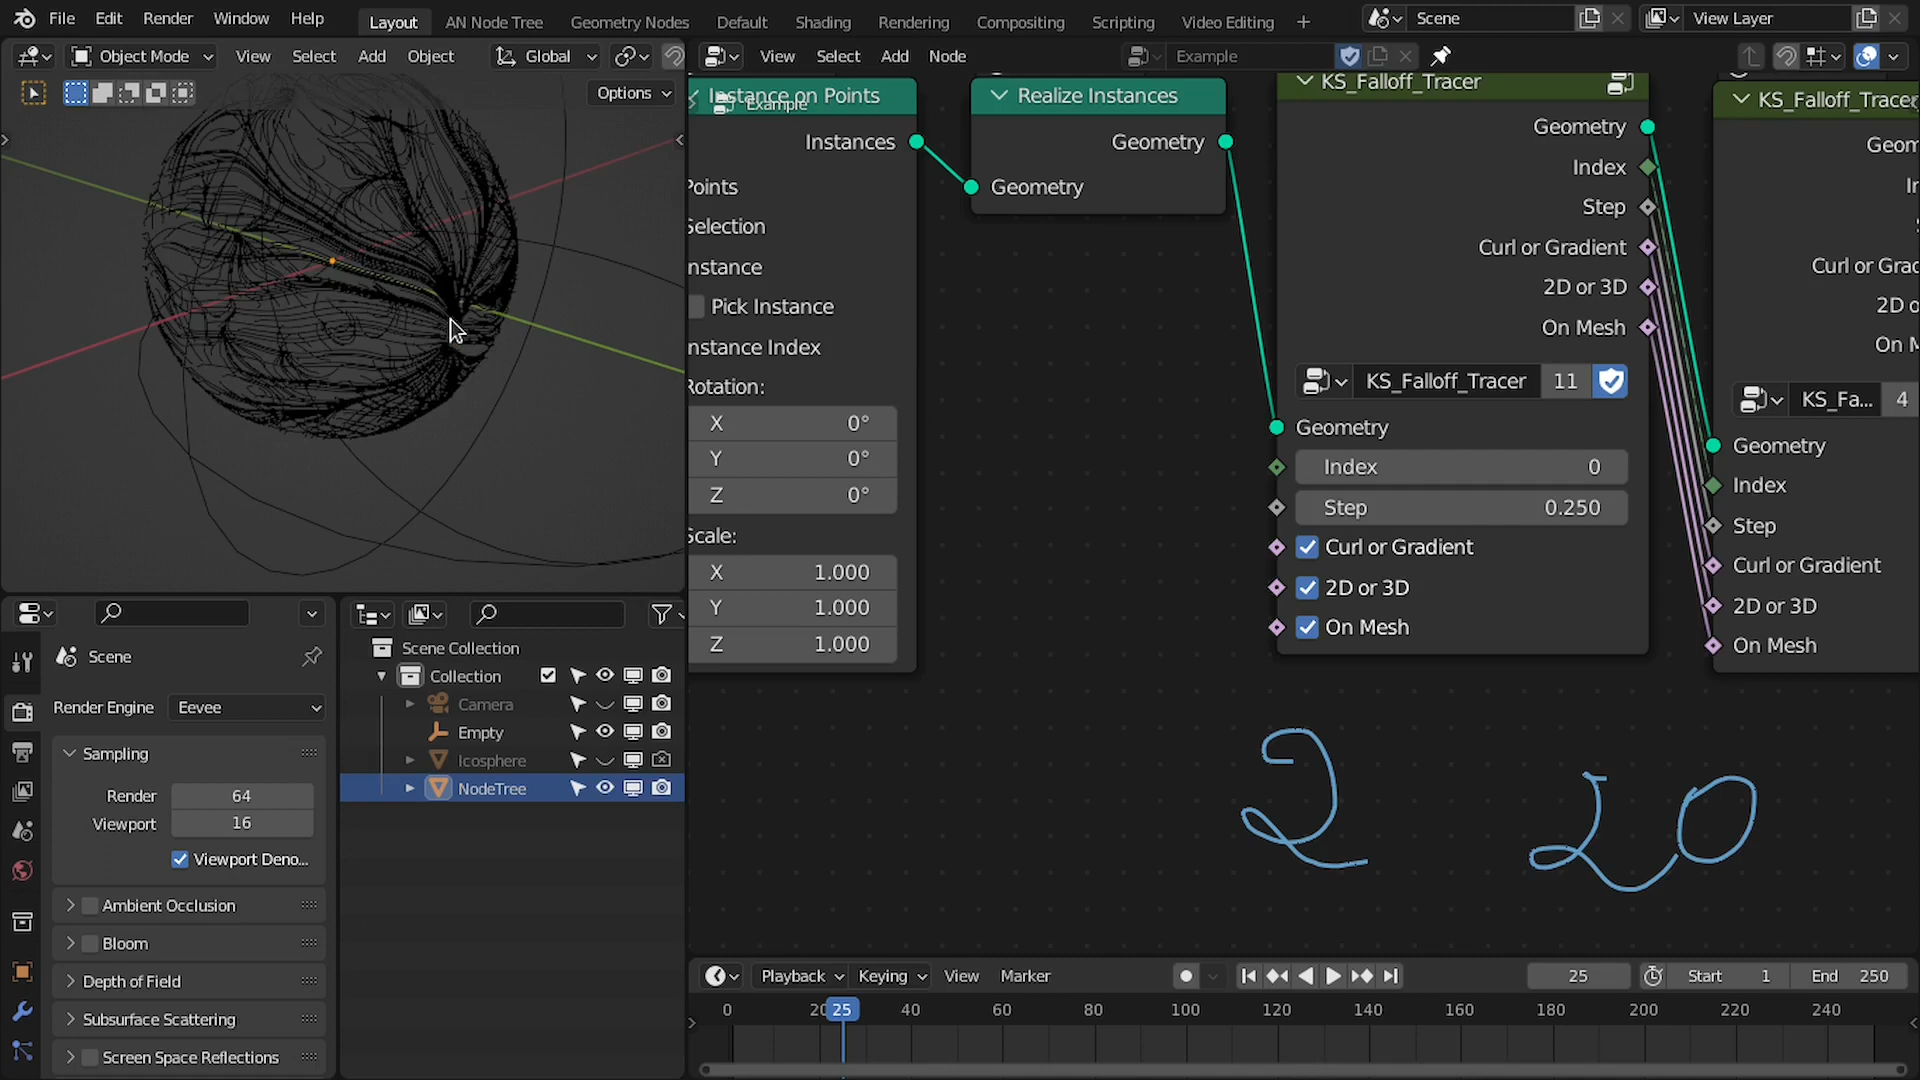 File Edit Render Window Help Layout AN Node Tree Geometry Nodes Default Shading Rendering Compositing Scripting Video Editing + Scene View Layer
Object Mode View Select Add Object Global
View Select Add Node Example
Options
Instance on Points
Example
Instances
Points
Selection
Instance
Pick Instance
Instance Index
Rotation:
X 0°
Y 0°
Z 0°
Scale:
X 1.000
Y 1.000
Z 1.000
Realize Instances
Geometry
Geometry
KS_Falloff_Tracer
Geometry
Index
Step
Curl or Gradient
2D or 3D
On Mesh
KS_Falloff_Tracer 11
Geometry
Index 0
Step 0.250
Curl or Gradient
2D or 3D
On Mesh
KS_Falloff_Tracer
Geom
In
Curl or Grad
2D o
On M
KS_Fa... 4
Geometry
Index
Step
Curl or Gradient
2D or 3D
On Mesh
2 20
Scene
Render Engine Eevee
Sampling
Render 64
Viewport 16
Viewport Deno...
Ambient Occlusion
Bloom
Depth of Field
Subsurface Scattering
Screen Space Reflections
Scene Collection
Collection
Camera
Empty
Icosphere
NodeTree
Playback Keying View Marker 25 Start 1 End 250
0 20 25 40 60 80 100 120 140 160 180 200 220 240